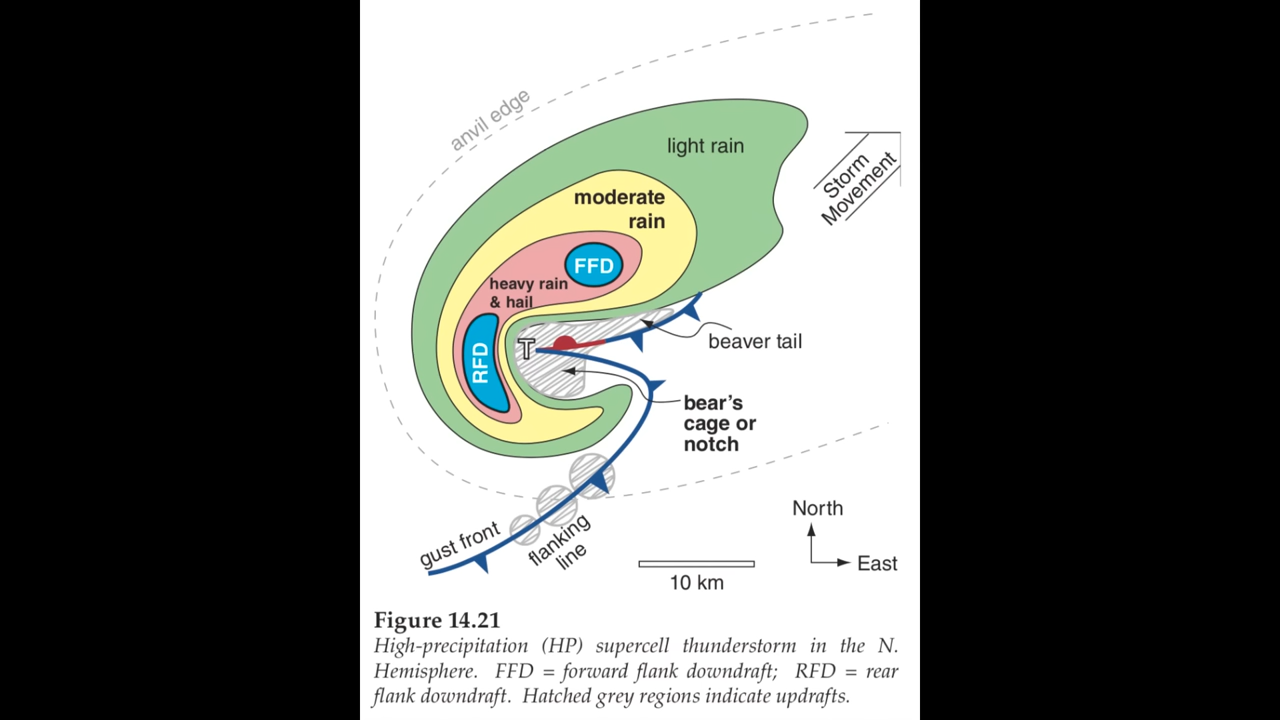 anvil edge
light rain
Storm
Movement
moderate
rain
FFD
heavy rain
& hail
RFD
T
beaver tail
bear's
cage or
notch
gust front
flanking
line
North
East
10 km
Figure 14.21
High-precipitation (HP) supercell thunderstorm in the N.
Hemisphere. FFD = forward flank downdraft; RFD = rear
flank downdraft. Hatched grey regions indicate updrafts.